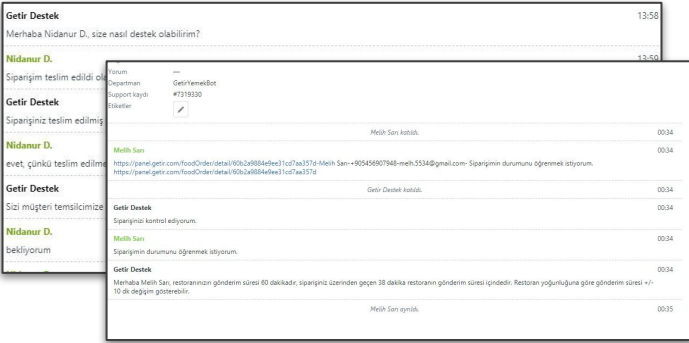 Getir Destek 13:58
Merhaba Nidanur D., size nasıl destek olabilirim?
Nidanur D. 13:59
Siparişim teslim edildi
Getir Destek
Siparişiniz teslim edilmiş
Nidanur D.
evet, çünkü teslim edilme
Getir Destek
Sizi müşteri temsilcimize
Nidanur D.
bekliyorum
Yorum —
Departman GetirYemekBot
Support kaydı #7319330
Etiketler
Melih Sarı katıldı. 00:34
Melih Sarı 00:34
https://panel.getir.com/foodOrder/detail/60b2a9884e9ee31cd7aa357d-Melih Sarı-+905456907948-melh.5534@gmail.com- Siparişimin durumunu öğrenmek istiyorum.
https://panel.getir.com/foodOrder/detail/60b2a9884e9ee31cd7aa357d
Getir Destek katıldı. 00:34
Getir Destek 00:34
Siparişinizi kontrol ediyorum.
Melih Sarı 00:34
Siparişimin durumunu öğrenmek istiyorum.
Getir Destek 00:34
Merhaba Melih Sarı, restoranınızın gönderim süresi 60 dakikadır, siparişiniz üzerinden geçen 38 dakika restoranın gönderim süresi içindedir. Restoran yoğunluğuna göre gönderim süresi +/-
10 dk değişim gösterebilir.
Melih Sarı ayrıldı. 00:35